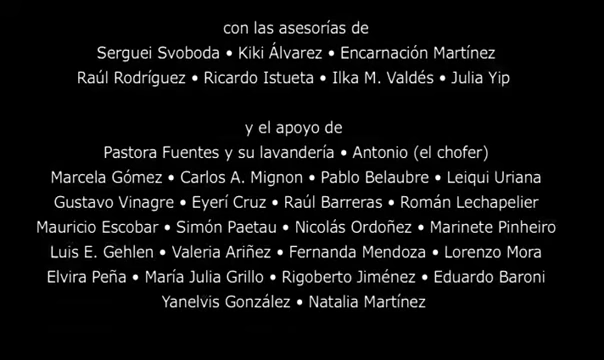 con las asesorías de
Serguei Svoboda • Kiki Álvarez • Encarnación Martínez
Raúl Rodríguez • Ricardo Istueta • Ilka M. Valdés • Julia Yip
y el apoyo de
Pastora Fuentes y su lavandería • Antonio (el chofer)
Marcela Gómez • Carlos A. Mignon • Pablo Belaubre • Leiqui Uriana
Gustavo Vinagre • Eyerí Cruz • Raúl Barreras • Román Lechapelier
Mauricio Escobar • Simón Paetau • Nicolás Ordoñez • Marinete Pinheiro
Luis E. Gehlen • Valeria Ariñez • Fernanda Mendoza • Lorenzo Mora
Elvira Peña • María Julia Grillo • Rigoberto Jiménez • Eduardo Baroni
Yanelvis González • Natalia Martínez